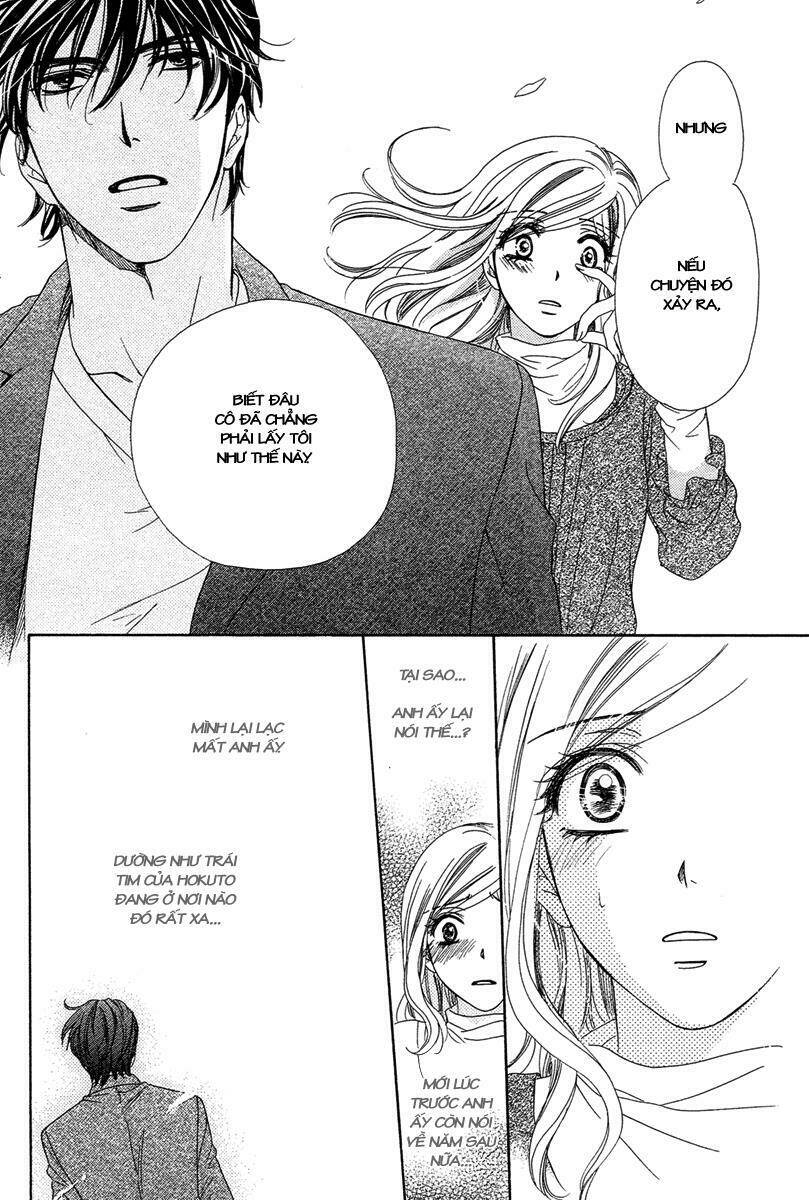 NHƯNG
NẾU
CHUYỆN ĐÓ
XẢY RA,
BIẾT ĐÂU
CÔ ĐÃ CHẲNG
PHẢI LẤY TÔI
NHƯ THẾ NÀY.
TẠI SAO...
ANH ẤY LẠI
NÓI THẾ...?
MỚI LÚC
TRƯỚC ANH
ẤY CÒN NÓI
VỀ NĂM SAU
NỮA...
MÌNH LẠI LẠC
MẤT ANH ẤY.
DƯỜNG NHƯ TRÁI
TIM CỦA HOKUTO
ĐANG Ở NƠI NÀO
ĐÓ RẤT XA...